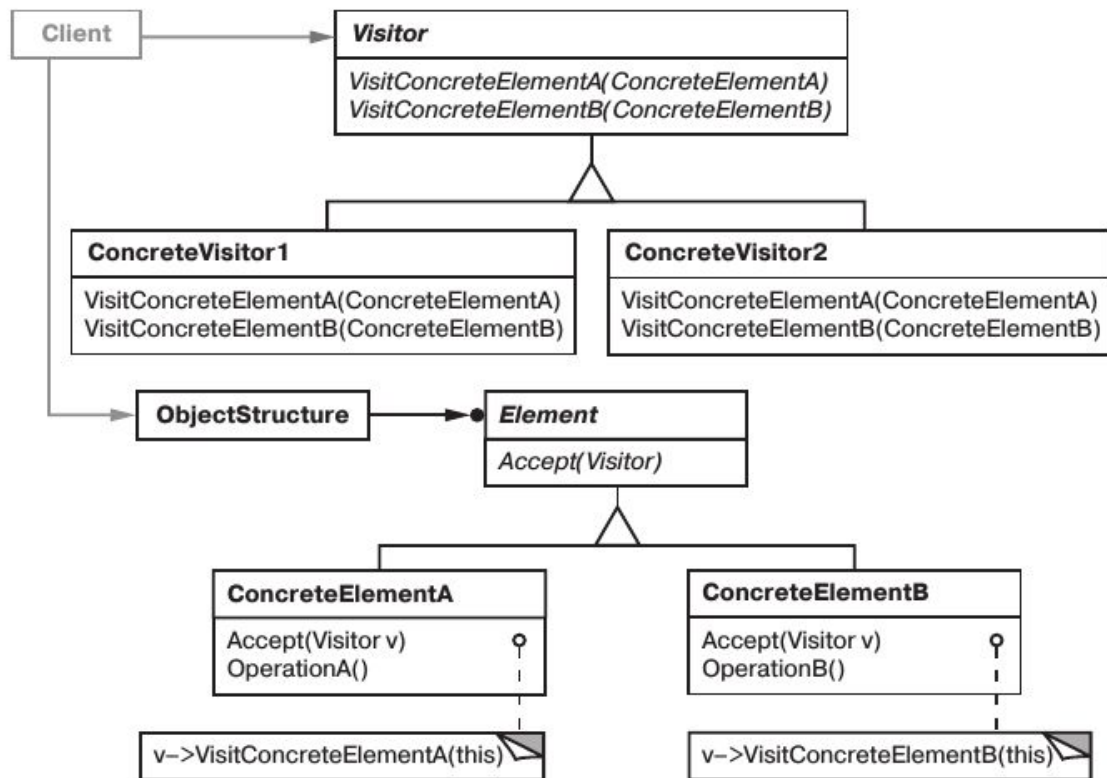 Client
Visitor
VisitConcreteElementA(ConcreteElementA)
VisitConcreteElementB(ConcreteElementB)
ConcreteVisitor1
VisitConcreteElementA(ConcreteElementA)
VisitConcreteElementB(ConcreteElementB)
ConcreteVisitor2
VisitConcreteElementA(ConcreteElementA)
VisitConcreteElementB(ConcreteElementB)
ObjectStructure
Element
Accept(Visitor)
ConcreteElementA
Accept(Visitor v)
OperationA()
v–>VisitConcreteElementA(this)
ConcreteElementB
Accept(Visitor v)
OperationB()
v–>VisitConcreteElementB(this)